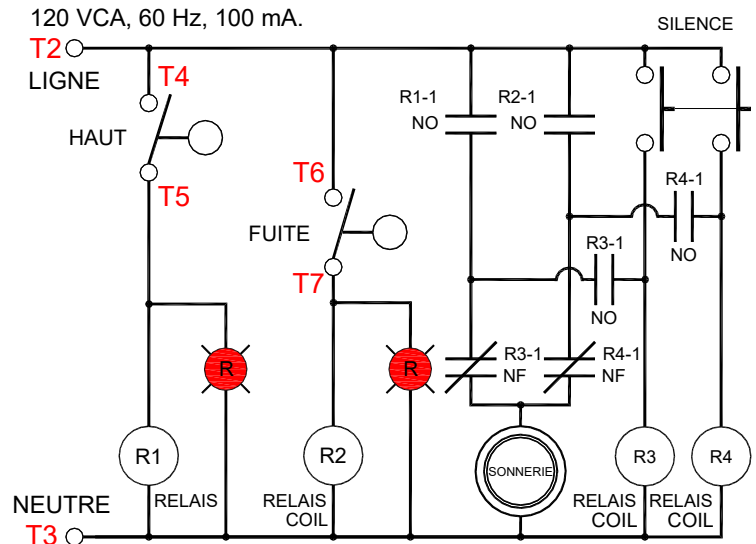 120 VCA, 60 Hz, 100 mA.
SILENCE
T2
LIGNE
T4
HAUT
T5
T6
FUITE
T7
R1-1
NO
R2-1
NO
R4-1
NO
R3-1
NO
R3-1
NF
R4-1
NF
R
R
R1
RELAIS
R2
RELAIS
COIL
SONNERIE
R3
RELAIS
COIL
R4
RELAIS
COIL
NEUTRE
T3